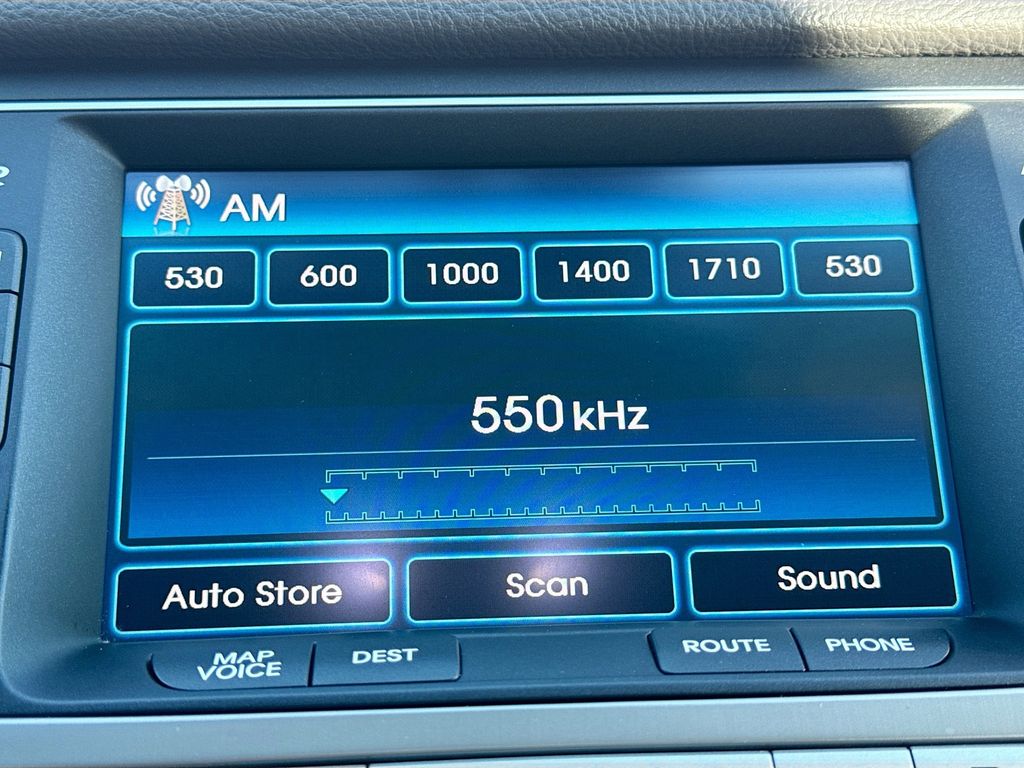 AM
530 600 1000 1400 1710 530
550 kHz
Auto Store Scan Sound
MAP VOICE DEST ROUTE PHONE